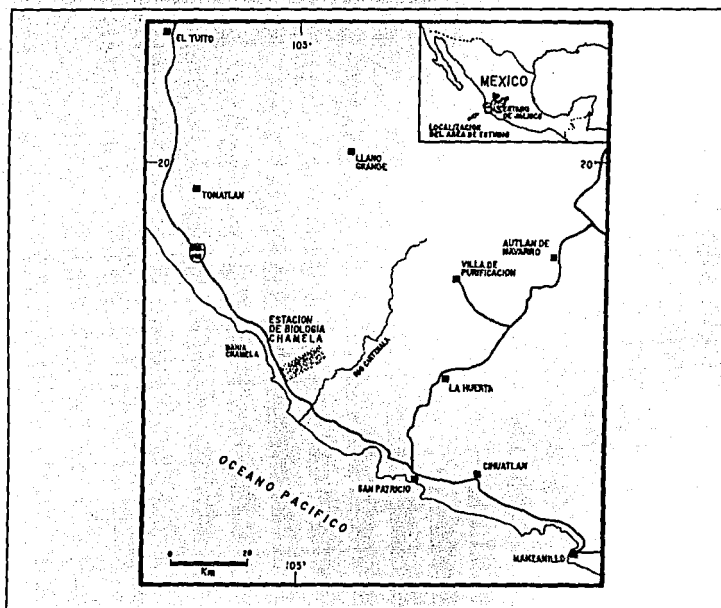 EL TUITO
105°
MEXICO
ESTADO
DE JALISCO
LOCALIZACION
DEL AREA DE ESTUDIO
20
20°
LLANO
GRANDE
TOMATLAN
AUTLAN DE
NAVARRO
VILLA DE
PURIFICACION
ESTACION
DE BIOLOGIA
CHAMELA
BAHIA
CHAMELA
RIO CUITZMALA
LA HUERTA
OCEANO PACIFICO
SAN PATRICIO
CIHUATLAN
MANZANILLO
0 20
Km
105°